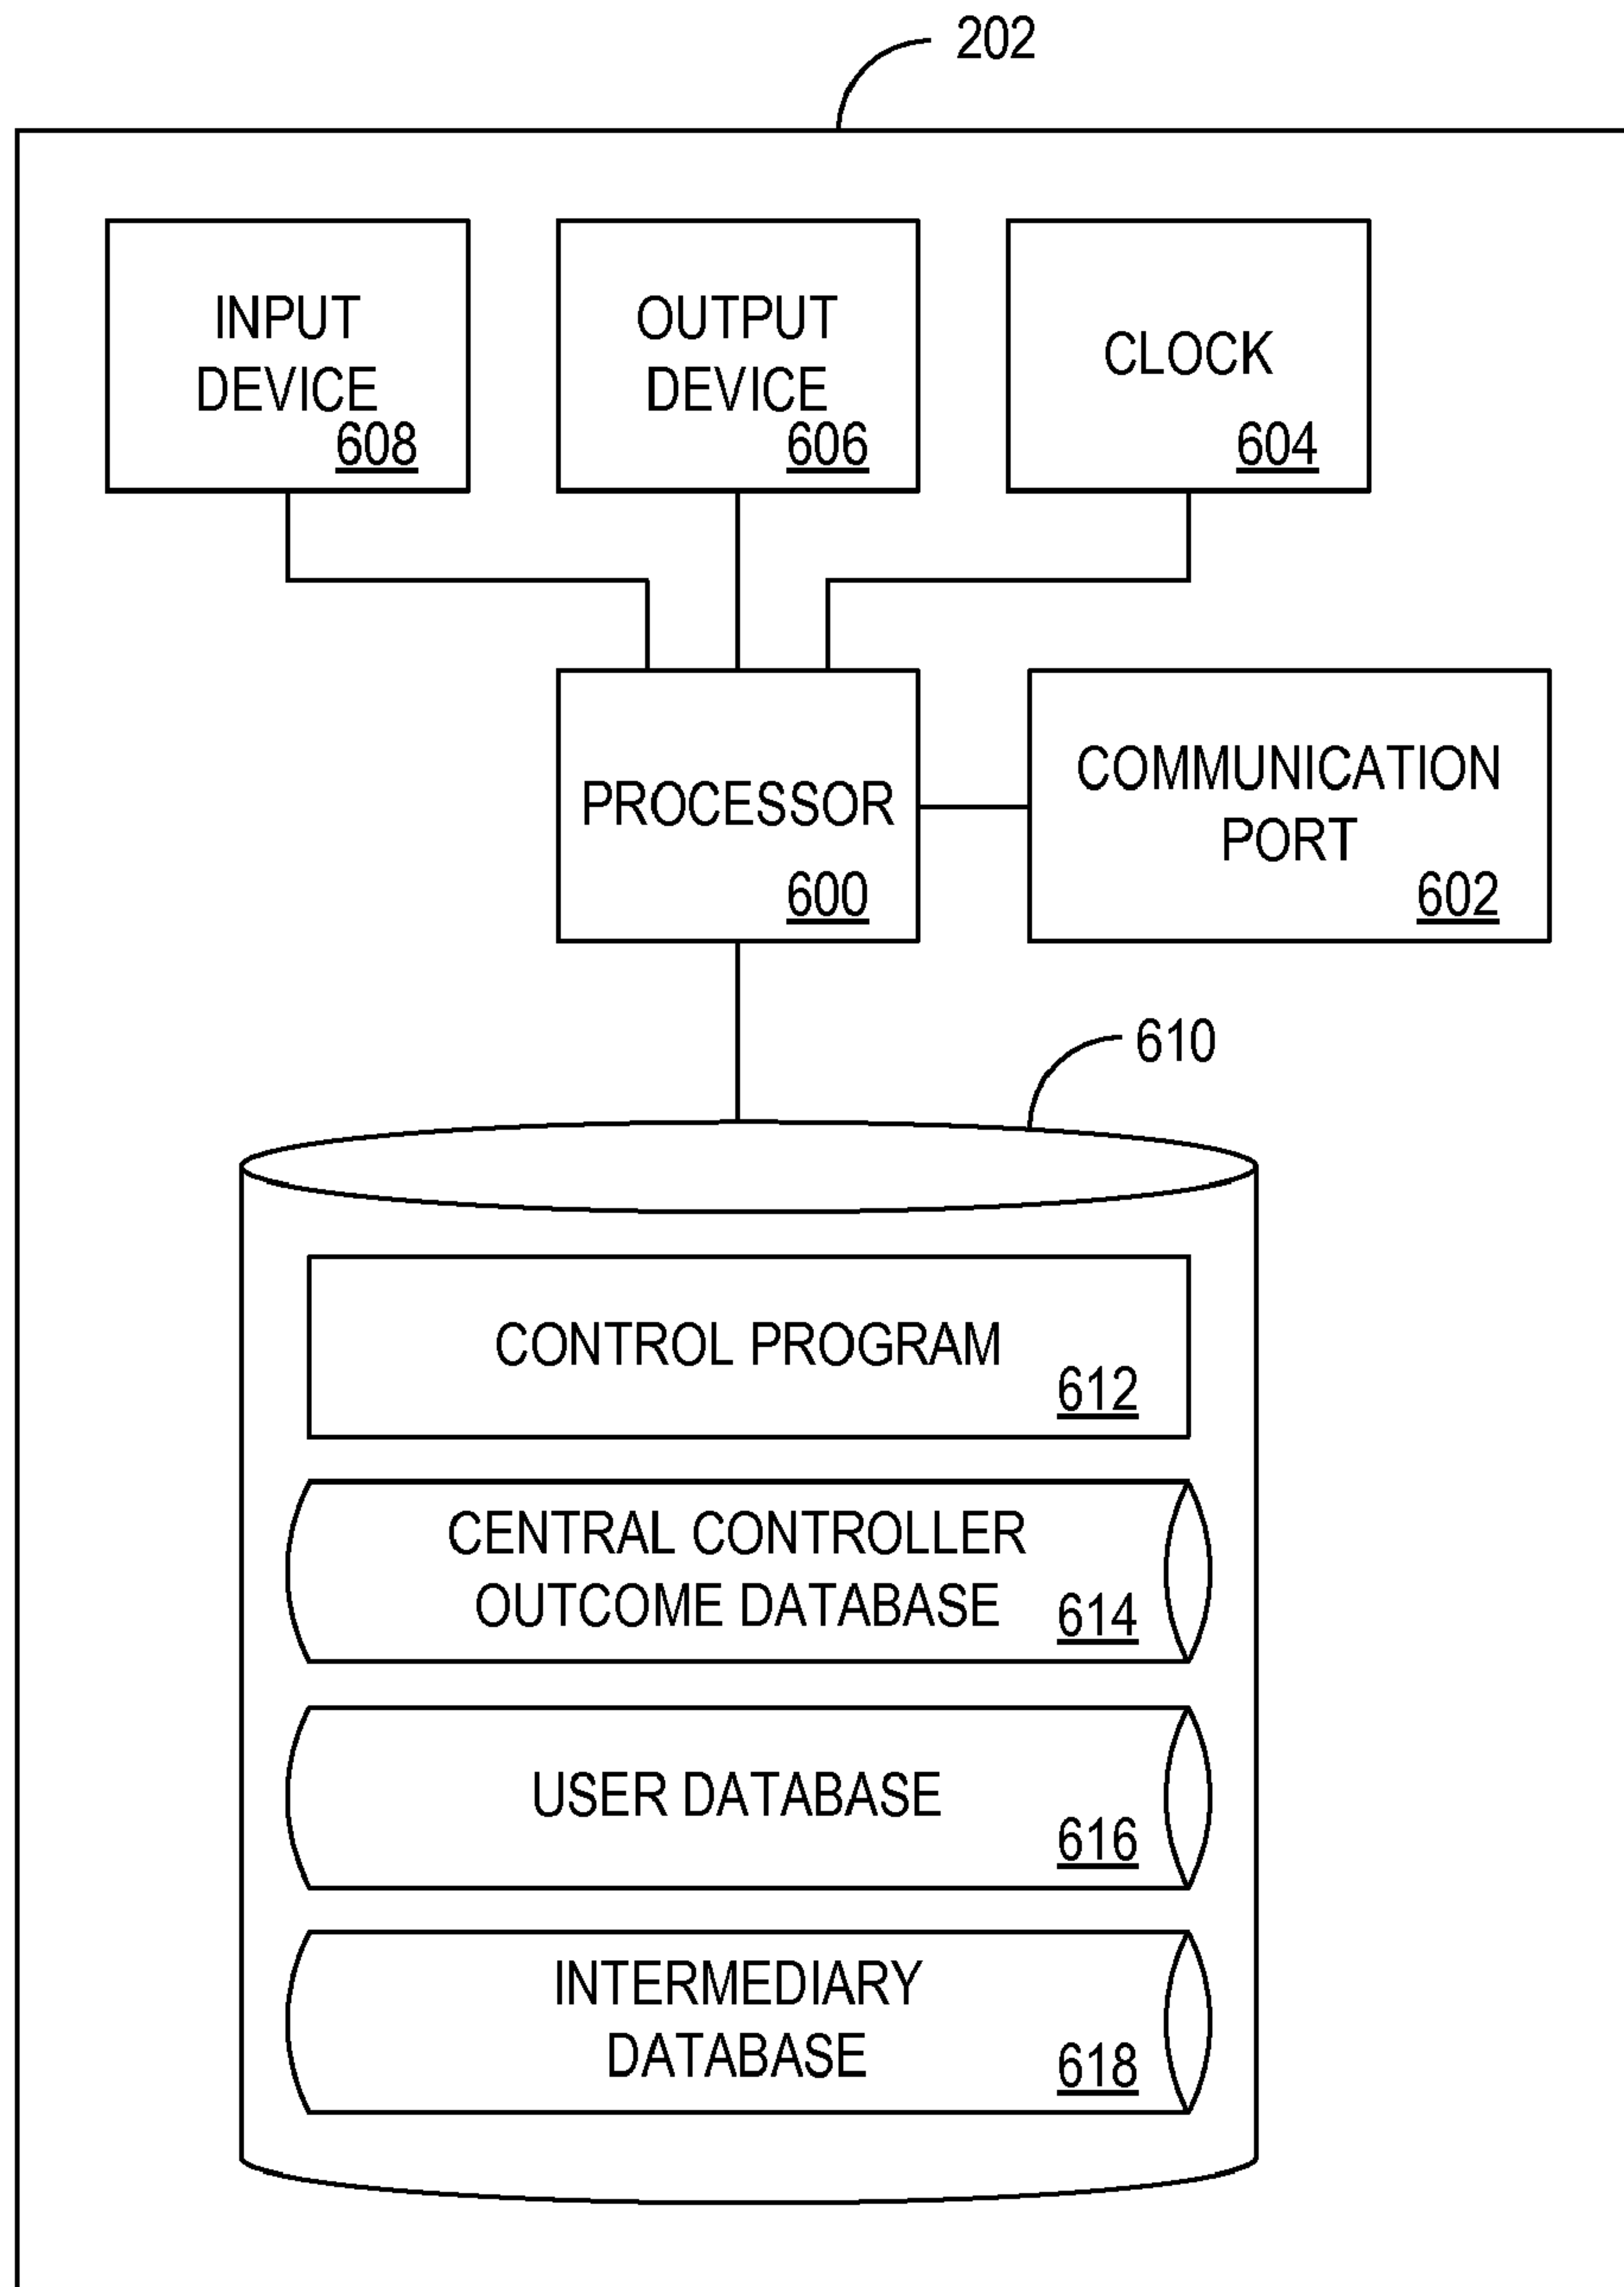 202
INPUT
DEVICE
608
OUTPUT
DEVICE
606
CLOCK
604
PROCESSOR
600
COMMUNICATION
PORT
602
610
CONTROL PROGRAM
612
CENTRAL CONTROLLER
OUTCOME DATABASE
614
USER DATABASE
616
INTERMEDIARY
DATABASE
618